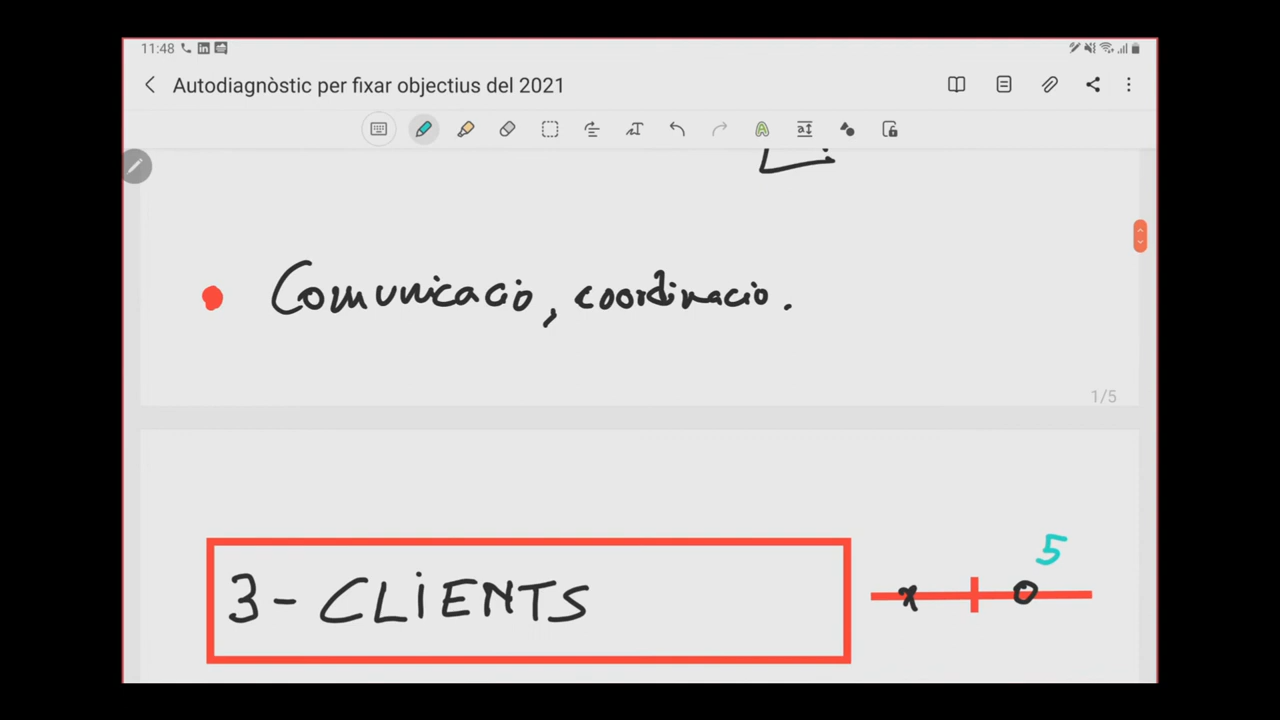 11:48
Autodiagnòstic per fixar objectius del 2021
Comunicacio, coordinacio.
1/5
5
3- CLiENTS
x o